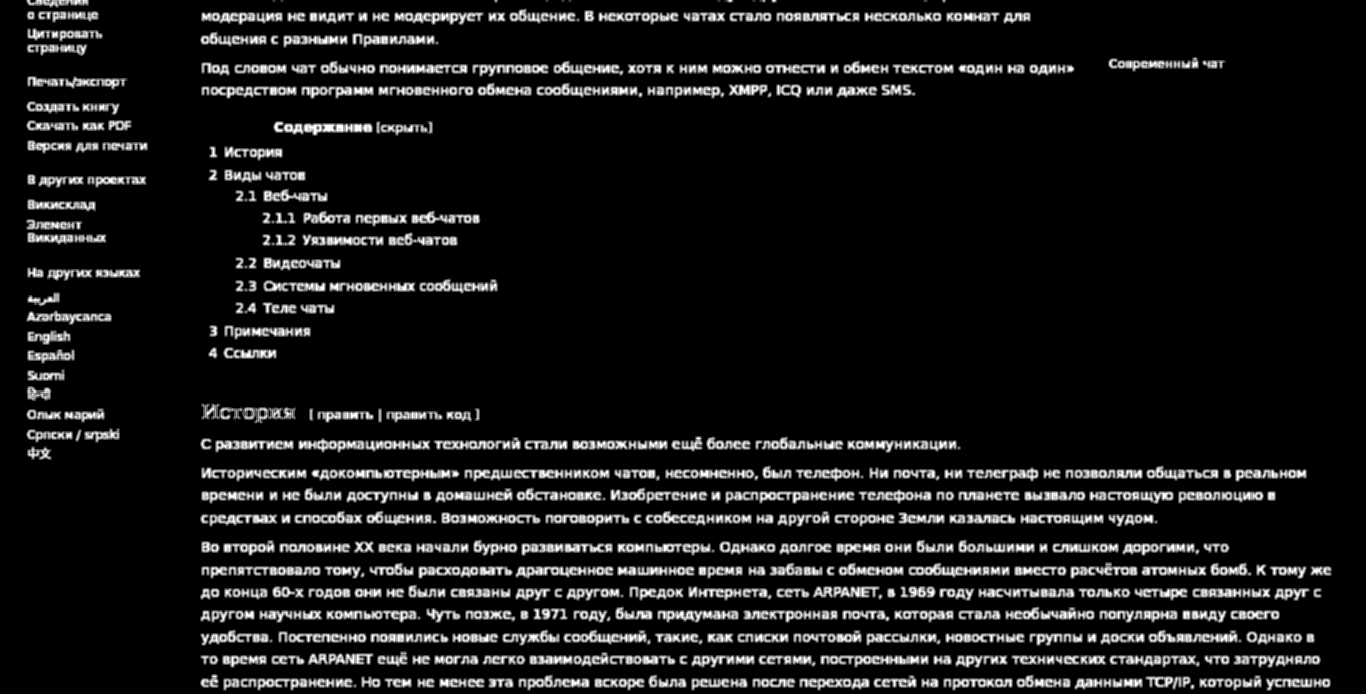 Сведения
о странице
Цитировать
страницу
Печать/экспорт
Создать книгу
Скачать как PDF
Версия для печати
В других проектах
Викисклад
Элемент
Викиданных
На других языках
العربية
Azərbaycanca
English
Español
Suomi
हिन्दी
Олык марий
Српски / srpski
中文
модерация не видит и не модерирует их общение. В некоторые чатах стало появляться несколько комнат для
общения с разными Правилами.
Под словом чат обычно понимается групповое общение, хотя к ним можно отнести и обмен текстом «один на один»
посредством программ мгновенного обмена сообщениями, например, XMPP, ICQ или даже SMS.
Современный чат
Содержание [скрыть]
1 История
2 Виды чатов
2.1 Веб-чаты
2.1.1 Работа первых веб-чатов
2.1.2 Уязвимости веб-чатов
2.2 Видеочаты
2.3 Системы мгновенных сообщений
2.4 Теле чаты
3 Примечания
4 Ссылки
История [ править | править код ]
С развитием информационных технологий стали возможными ещё более глобальные коммуникации.
Историческим «докомпьютерным» предшественником чатов, несомненно, был телефон. Ни почта, ни телеграф не позволяли общаться в реальном
времени и не были доступны в домашней обстановке. Изобретение и распространение телефона по планете вызвало настоящую революцию в
средствах и способах общения. Возможность поговорить с собеседником на другой стороне Земли казалась настоящим чудом.
Во второй половине XX века начали бурно развиваться компьютеры. Однако долгое время они были большими и слишком дорогими, что
препятствовало тому, чтобы расходовать драгоценное машинное время на забавы с обменом сообщениями вместо расчётов атомных бомб. К тому же
до конца 60-х годов они не были связаны друг с другом. Предок Интернета, сеть ARPANET, в 1969 году насчитывала только четыре связанных друг с
другом научных компьютера. Чуть позже, в 1971 году, была придумана электронная почта, которая стала необычайно популярна ввиду своего
удобства. Постепенно появились новые службы сообщений, такие, как списки почтовой рассылки, новостные группы и доски объявлений. Однако в
то время сеть ARPANET ещё не могла легко взаимодействовать с другими сетями, построенными на других технических стандартах, что затрудняло
её распространение. Но тем не менее эта проблема вскоре была решена после перехода сетей на протокол обмена данными TCP/IP, который успешно